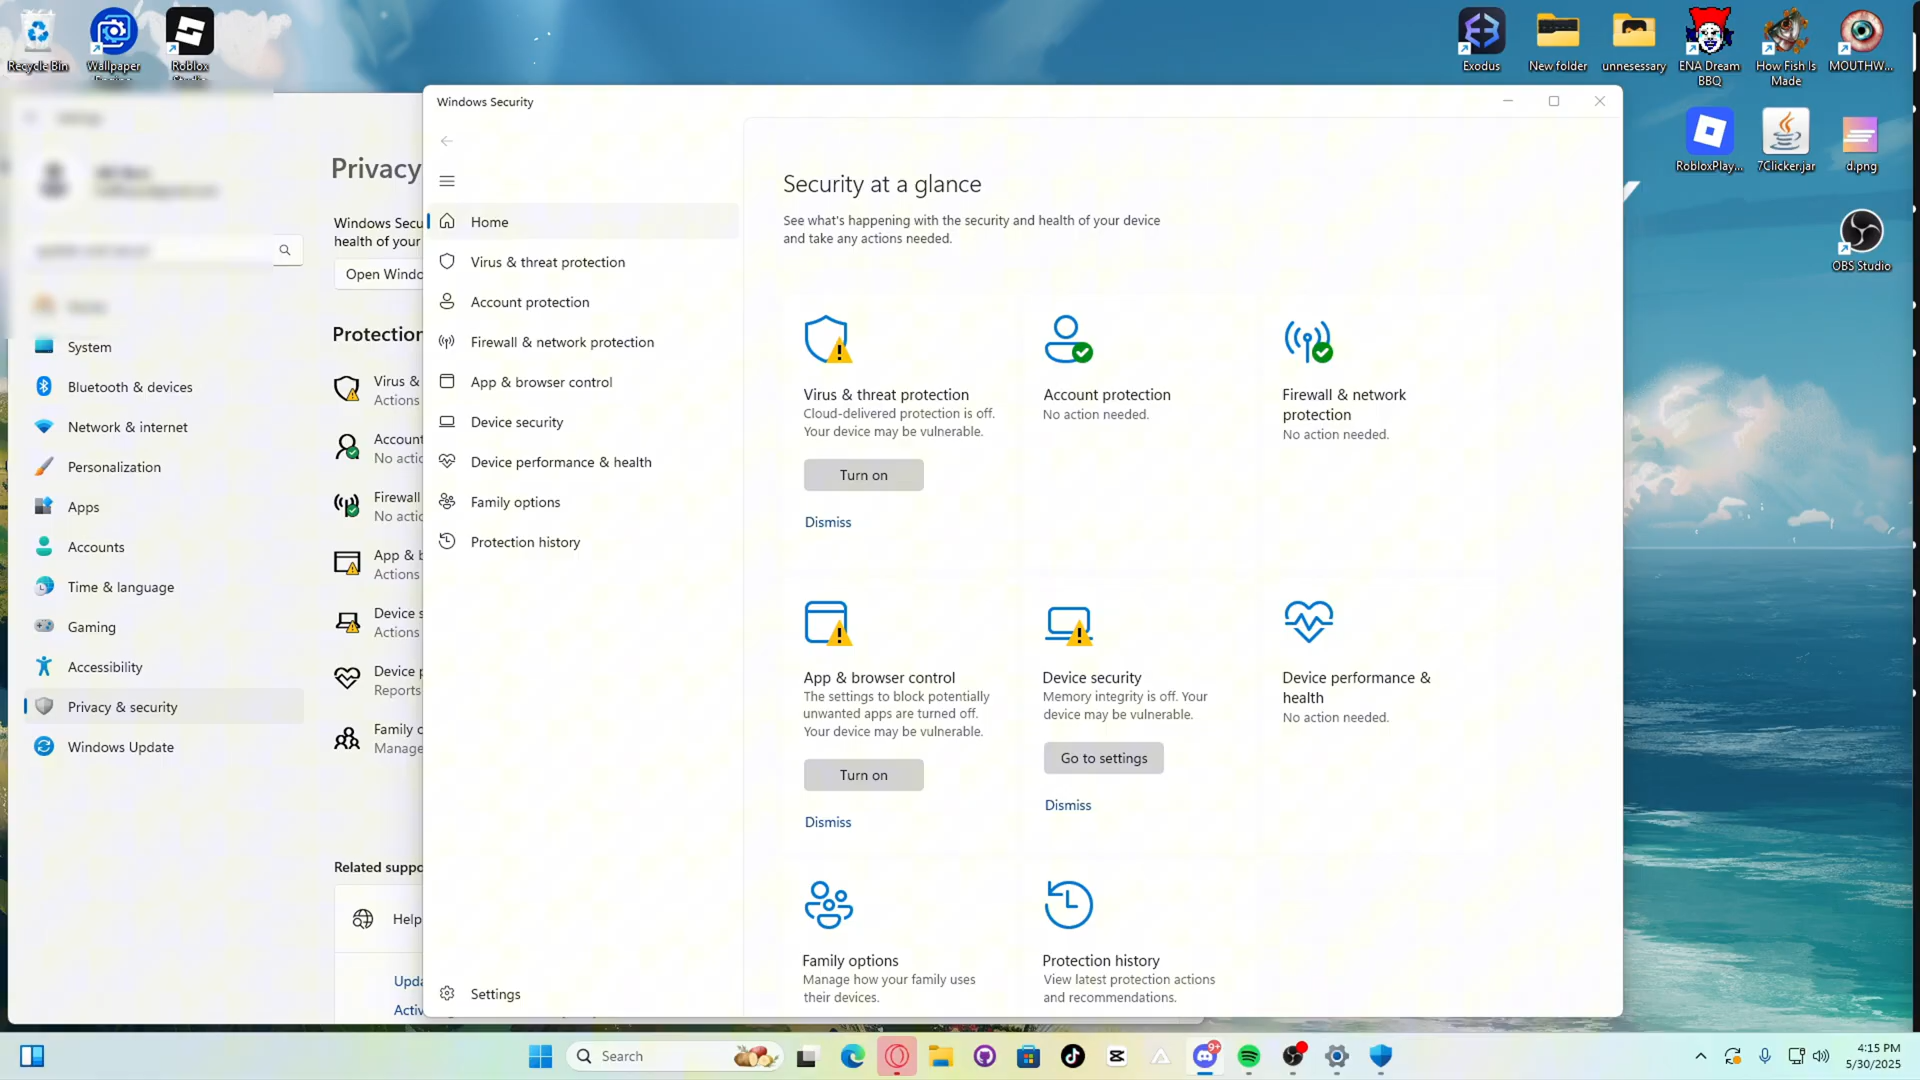 Recycle Bin
Wallpaper
Roblox
Studio
Exodus
New folder
unnesessary
ENA Dream
BBQ
How Fish Is
Made
MOUTHW...
RobloxPlay...
7Clicker.jar
d.png
OBS Studio
Privacy
Windows Secu
health of your
Open Windo
Protection
Virus &
Actions
Account
No actic
Firewall
No actic
App & b
Actions
Device s
Actions
Device p
Reports
Family o
Manage
Related suppo
Help
Upda
Activ
System
Bluetooth & devices
Network & internet
Personalization
Apps
Accounts
Time & language
Gaming
Accessibility
Privacy & security
Windows Update
Windows Security
Home
Virus & threat protection
Account protection
Firewall & network protection
App & browser control
Device security
Device performance & health
Family options
Protection history
Settings
Security at a glance
See what's happening with the security and health of your device
and take any actions needed.
Virus & threat protection
Cloud-delivered protection is off.
Your device may be vulnerable.
Turn on
Dismiss
Account protection
No action needed.
Firewall & network
protection
No action needed.
App & browser control
The settings to block potentially
unwanted apps are turned off.
Your device may be vulnerable.
Turn on
Dismiss
Device security
Memory integrity is off. Your
device may be vulnerable.
Go to settings
Dismiss
Device performance &
health
No action needed.
Family options
Manage how your family uses
their devices.
Protection history
View latest protection actions
and recommendations.
Search
9+
4:15 PM
5/30/2025